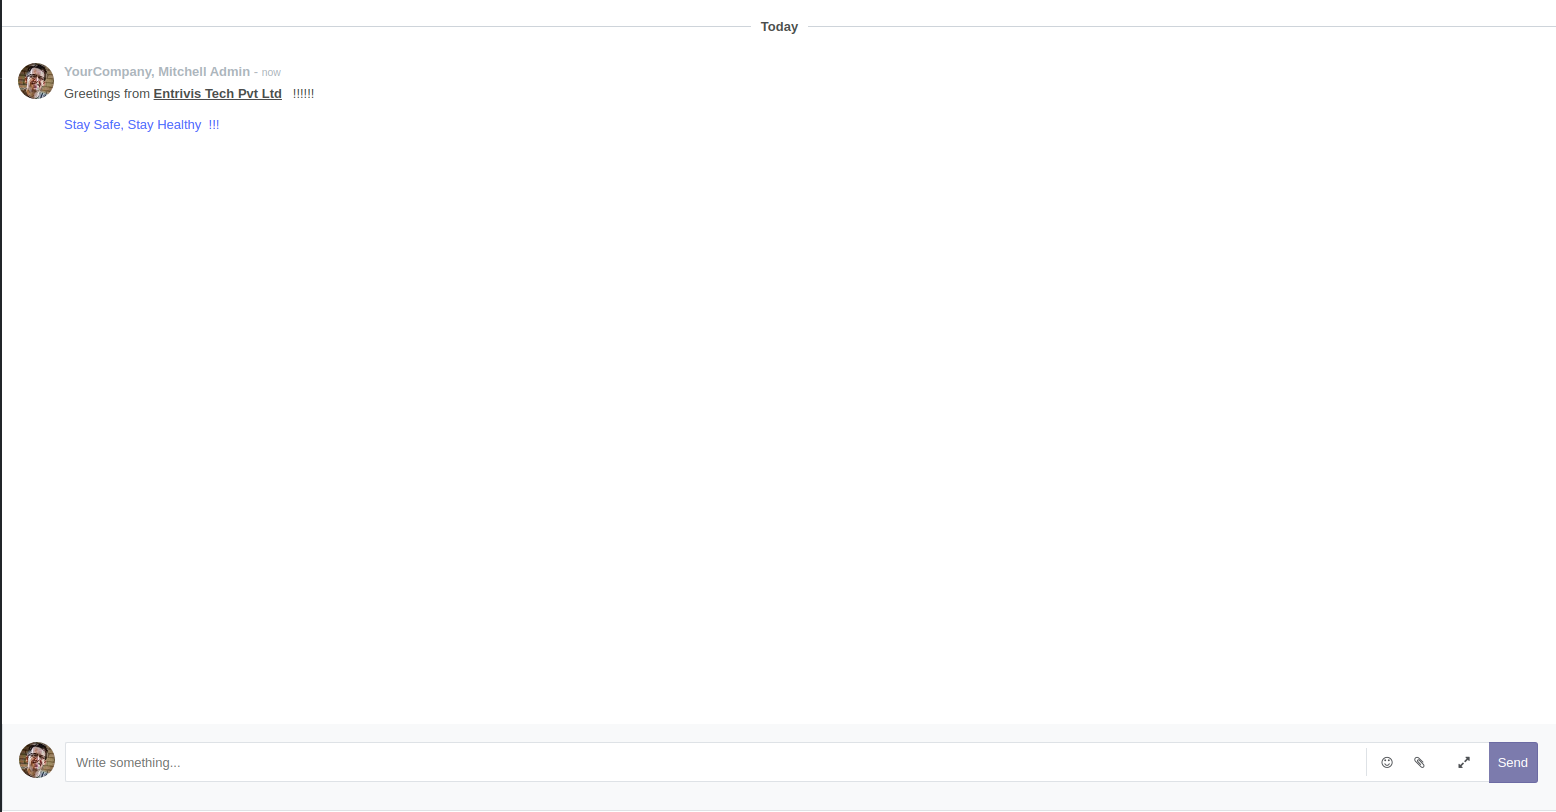 Today
YourCompany, Mitchell Admin - now
Greetings from Entrivis Tech Pvt Ltd !!!!!!
Stay Safe, Stay Healthy !!!
Write something...
Send